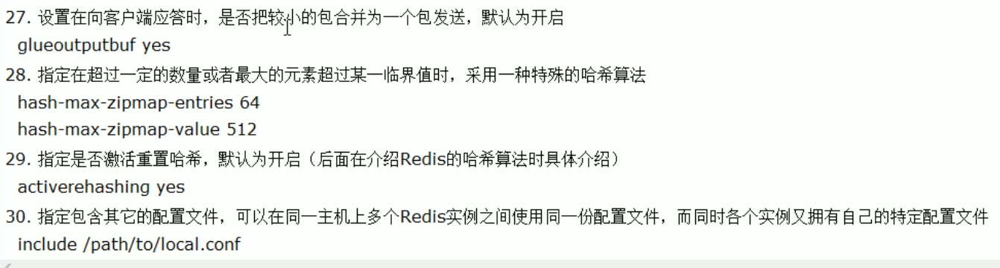 27. 设置在向客户端应答时，是否把较小的包合并为一个包发送，默认为开启
glueoutputbuf yes
28. 指定在超过一定的数量或者最大的元素超过某一临界值时，采用一种特殊的哈希算法
hash-max-zipmap-entries 64
hash-max-zipmap-value 512
29. 指定是否激活重置哈希，默认为开启（后面在介绍Redis的哈希算法时具体介绍）
activerehashing yes
30. 指定包含其它的配置文件，可以在同一主机上多个Redis实例之间使用同一份配置文件，而同时各个实例又拥有自己的特定配置文件
include /path/to/local.conf